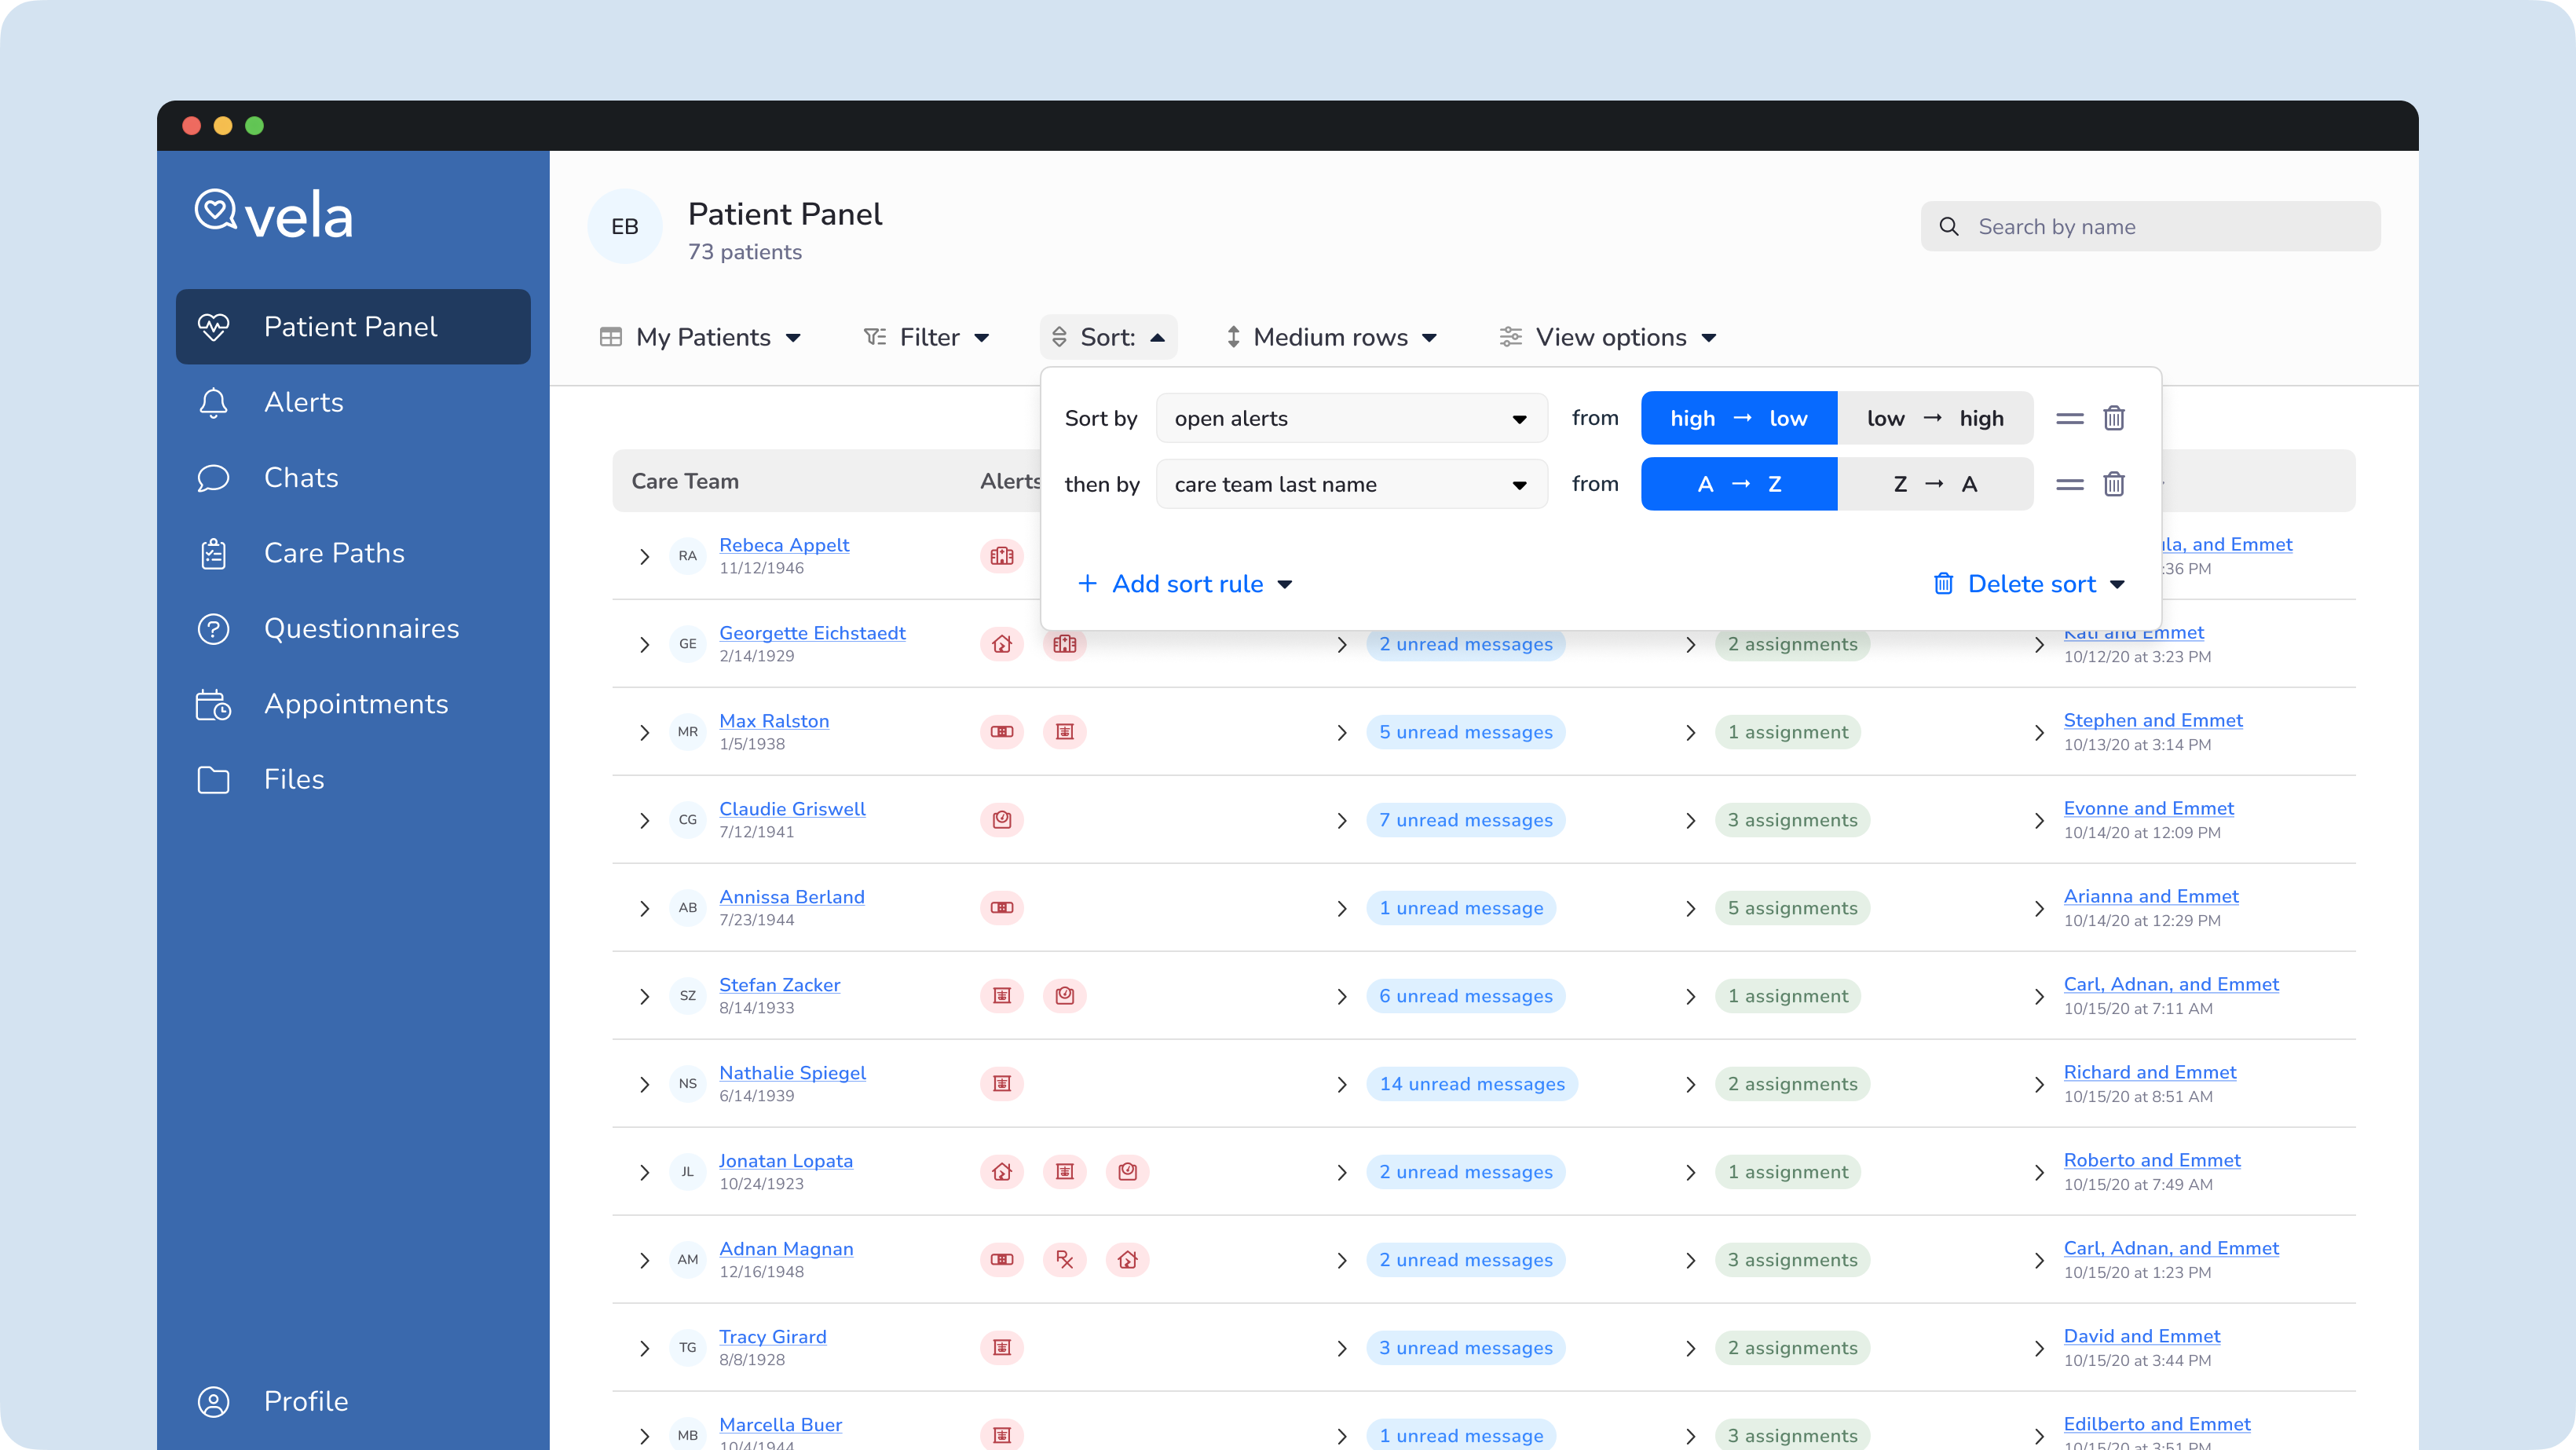 vela
Patient Panel
Alerts
Chats
Care Paths
Questionnaires
Appointments
Files
Profile
EB
Patient Panel
73 patients
Search by name
My Patients
Filter
Sort:
Medium rows
View options
Sort by open alerts from high → low low → high
then by care team last name from A → Z Z → A
+ Add sort rule Delete sort
Care Team Alerts
RA Rebeca Appelt and Emmet
11/12/1946 :36 PM
GE Georgette Eichstaedt 2 unread messages 2 assignments Kati and Emmet
2/14/1929 10/12/20 at 3:23 PM
MR Max Ralston 5 unread messages 1 assignment Stephen and Emmet
1/5/1938 10/13/20 at 3:14 PM
CG Claudie Griswell 7 unread messages 3 assignments Evonne and Emmet
7/12/1941 10/14/20 at 12:09 PM
AB Annissa Berland 1 unread message 5 assignments Arianna and Emmet
7/23/1944 10/14/20 at 12:29 PM
SZ Stefan Zacker 6 unread messages 1 assignment Carl, Adnan, and Emmet
8/14/1933 10/15/20 at 7:11 AM
NS Nathalie Spiegel 14 unread messages 2 assignments Richard and Emmet
6/14/1939 10/15/20 at 8:51 AM
JL Jonatan Lopata 2 unread messages 1 assignment Roberto and Emmet
10/24/1923 10/15/20 at 7:49 AM
AM Adnan Magnan 2 unread messages 3 assignments Carl, Adnan, and Emmet
12/16/1948 10/15/20 at 1:23 PM
TG Tracy Girard 3 unread messages 2 assignments David and Emmet
8/8/1928 10/15/20 at 3:44 PM
MB Marcella Buer 1 unread message 3 assignments Edilberto and Emmet
10/4/1944 10/15/20 at 3:51 PM